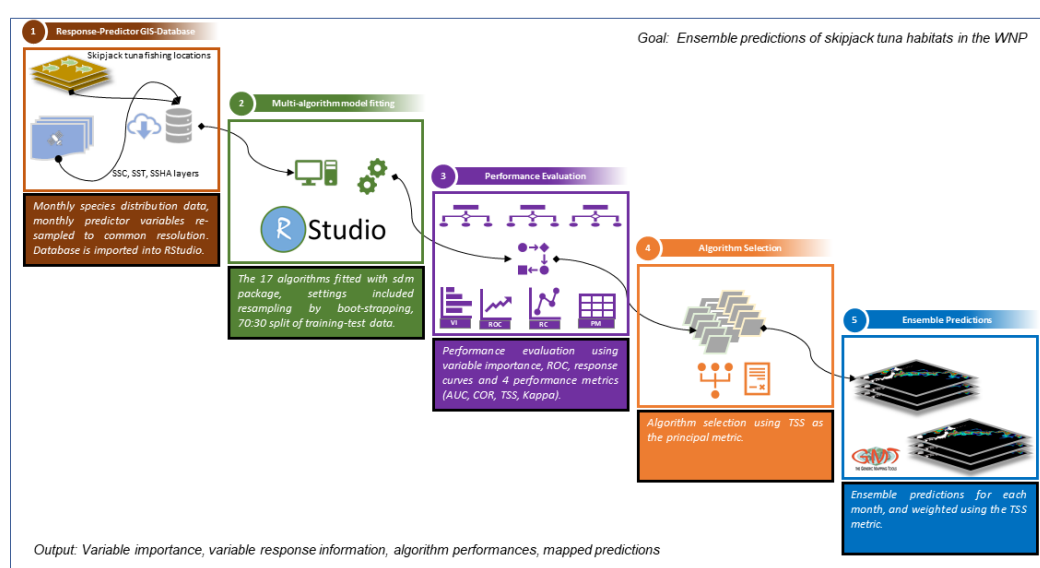 Goal: Ensemble predictions of skipjack tuna habitats in the WNP
1 Response-Predictor GIS-Database
Skipjack tuna fishing locations
SSC, SST, SSHA layers
Monthly species distribution data,
monthly predictor variables re-
sampled to common resolution.
Database is imported into RStudio.
2 Multi-algorithm model fitting
R Studio
The 17 algorithms fitted with sdm
package, settings included
resampling by boot-strapping,
70:30 split of training-test data.
3 Performance Evaluation
VI ROC RC PM
Performance evaluation using
variable importance, ROC, response
curves and 4 performance metrics
(AUC, COR, TSS, Kappa).
4 Algorithm Selection
Algorithm selection using TSS as
the principal metric.
5 Ensemble Predictions
GMT
THE GENERIC MAPPING TOOLS
Ensemble predictions for each
month, and weighted using the TSS
metric.
Output: Variable importance, variable response information, algorithm performances, mapped predictions